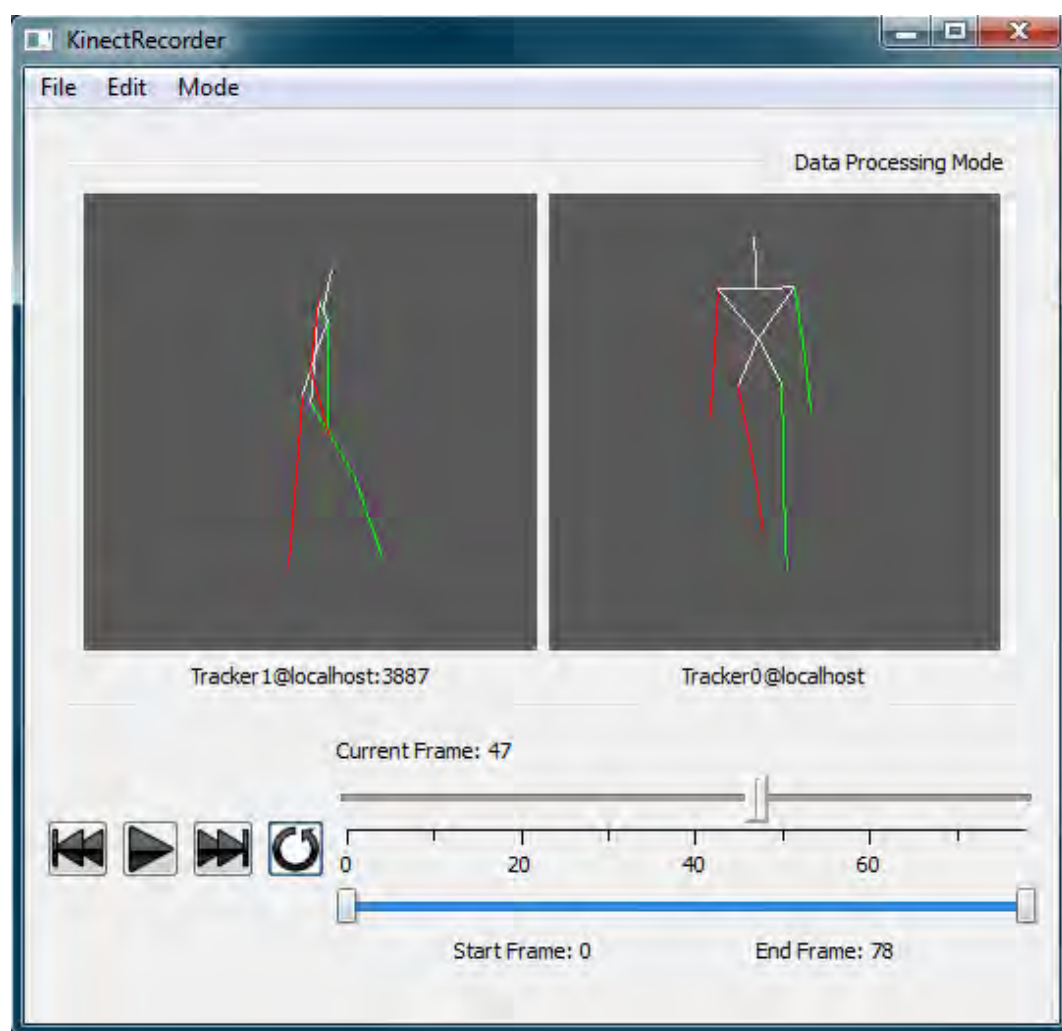 KinectRecorder
File Edit Mode
Data Processing Mode
Tracker1@localhost:3887 Tracker0@localhost
Current Frame: 47
0 20 40 60
Start Frame: 0 End Frame: 78